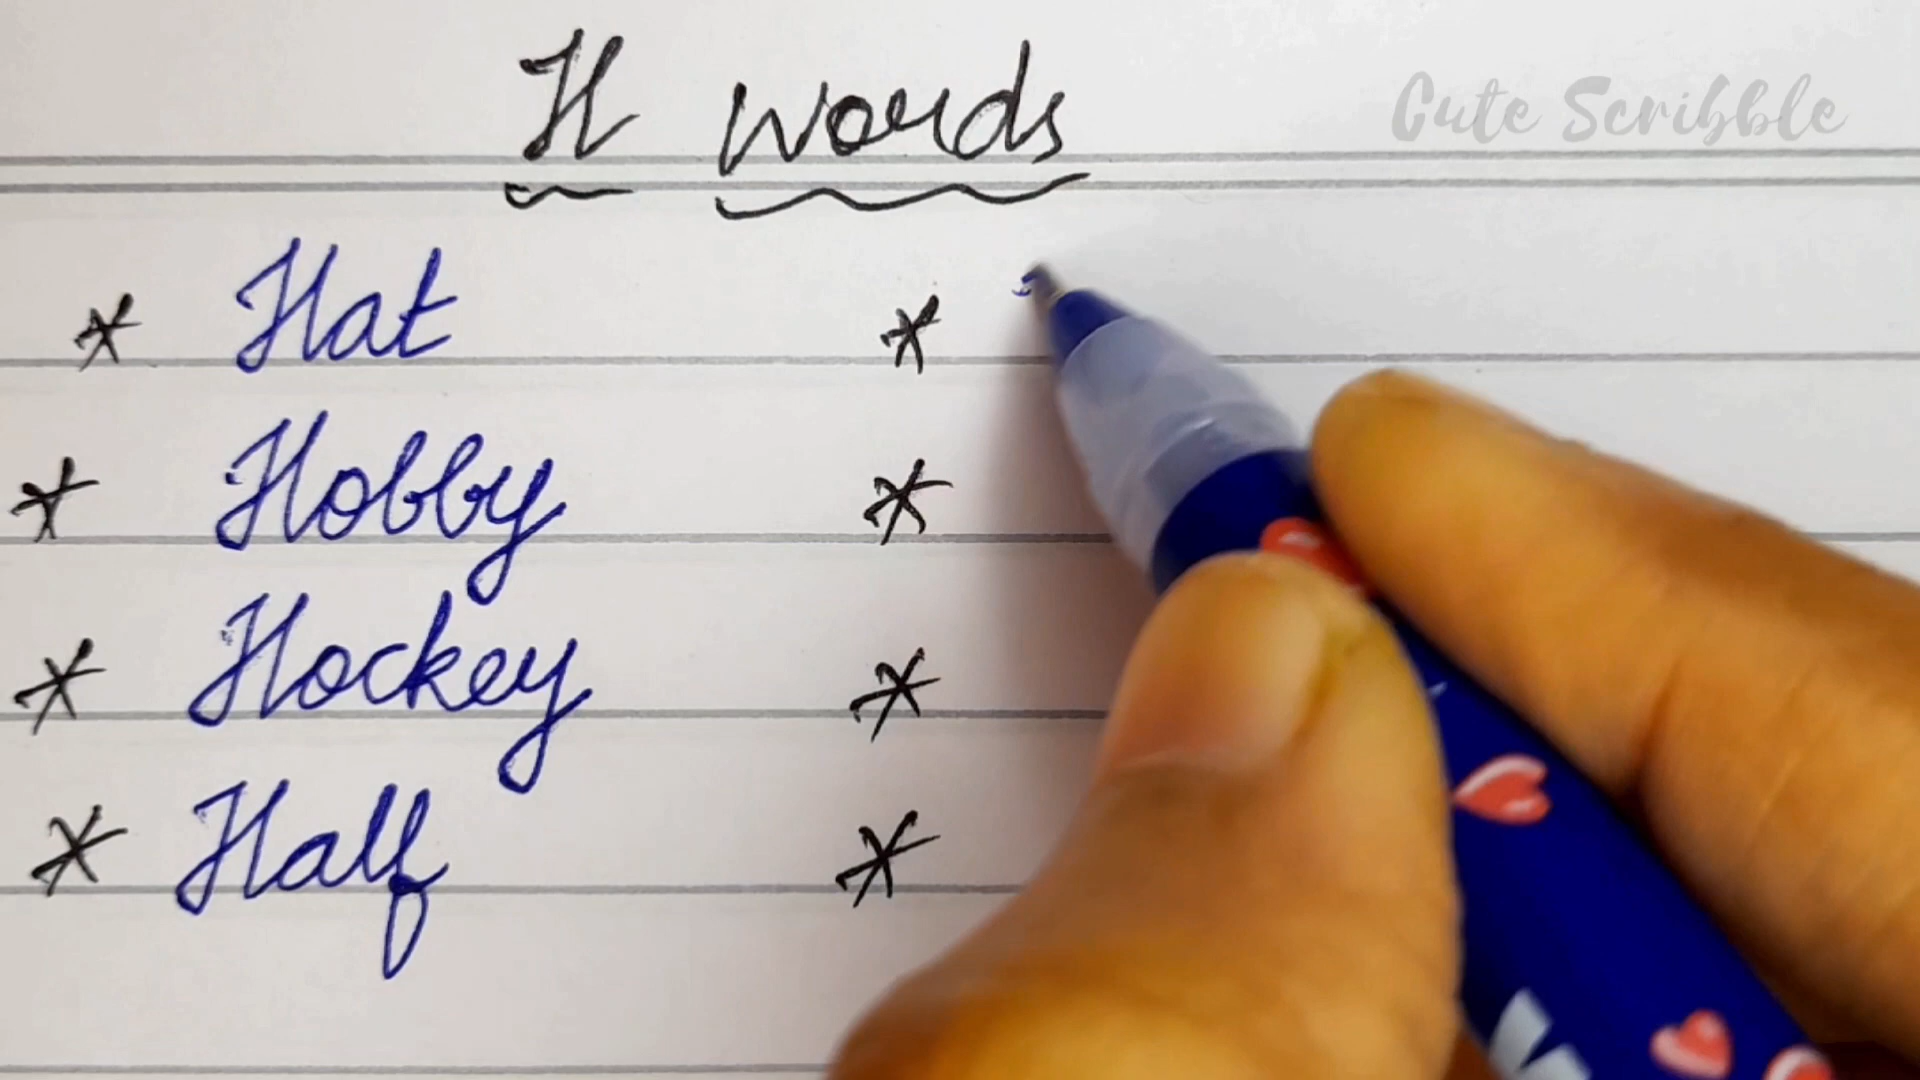 H words
Cute Scribble
* Hat
*
* Hobby
*
* Hockey
*
* Half
*